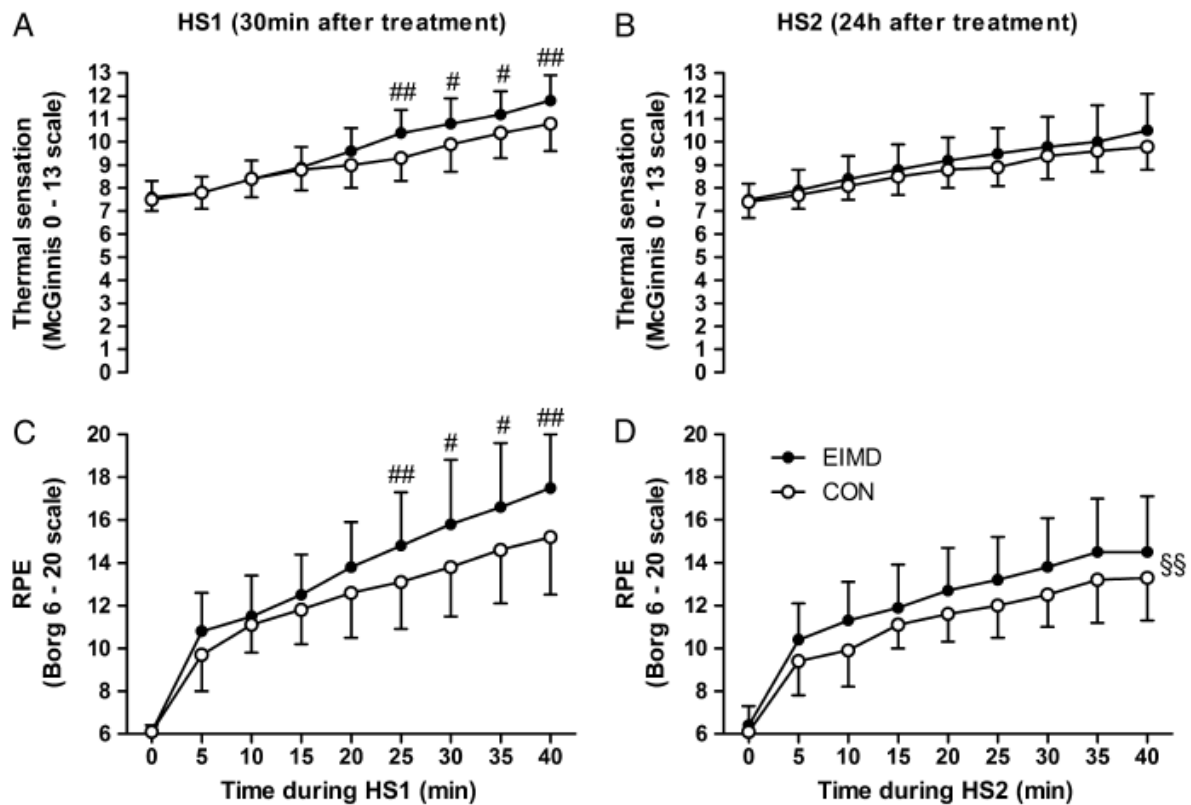 A
HS1 (30min after treatment)
B
HS2 (24h after treatment)
Thermal sensation
(McGinnis 0 - 13 scale)
13
12
11
10
9
8
7
6
5
4
3
2
1
0
## # # ##
Thermal sensation
(McGinnis 0 - 13 scale)
13
12
11
10
9
8
7
6
5
4
3
2
1
0
C
RPE
(Borg 6 - 20 scale)
20
18
16
14
12
10
8
6
## # # ##
0 5 10 15 20 25 30 35 40
Time during HS1 (min)
D
RPE
(Borg 6 - 20 scale)
20
18
16
14
12
10
8
6
EIMD
CON
§§
0 5 10 15 20 25 30 35 40
Time during HS2 (min)